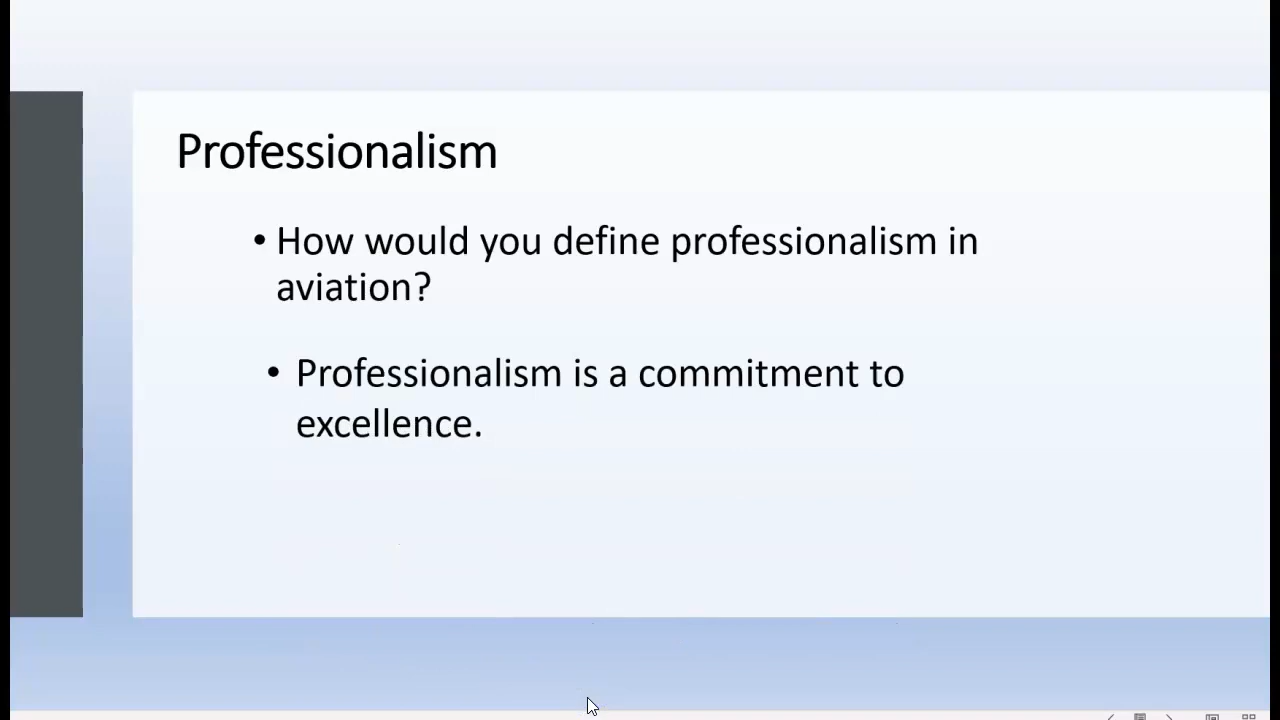 Professionalism
• How would you define professionalism in
aviation?
• Professionalism is a commitment to
excellence.